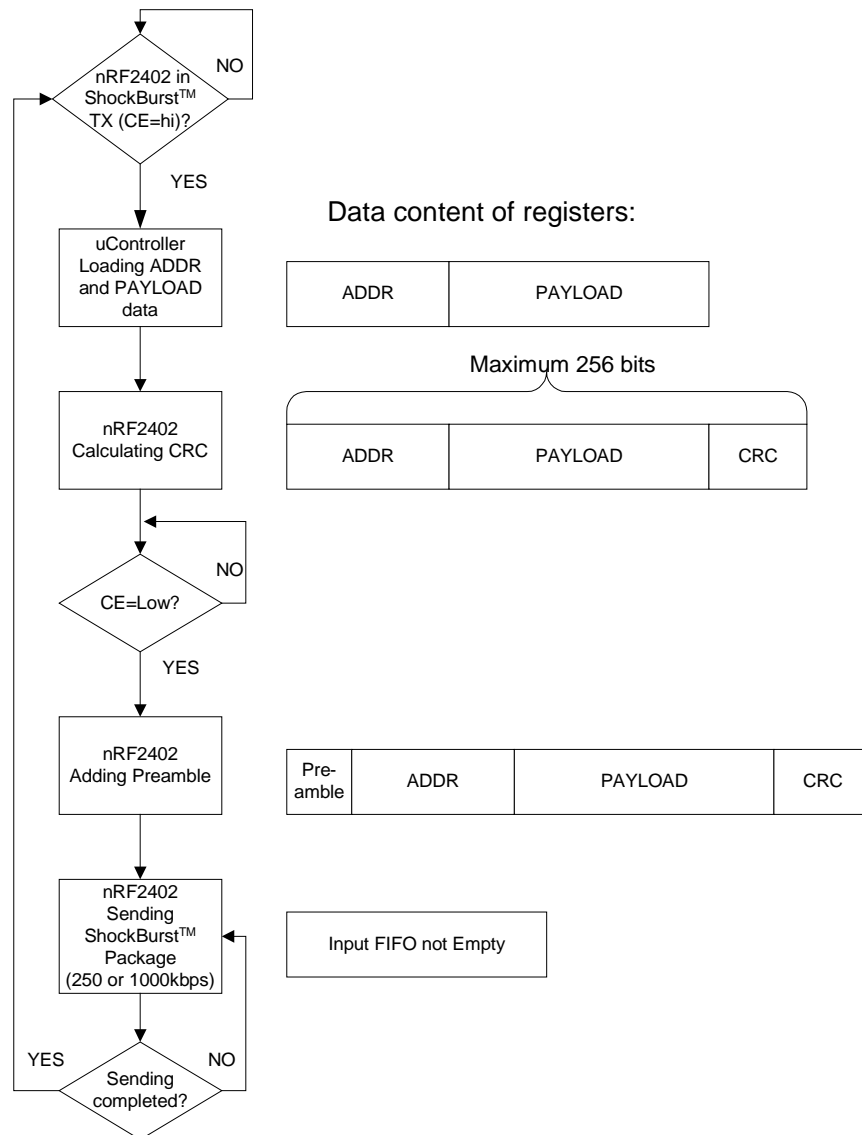 NO
nRF2402 in
ShockBurst™
TX (CE=hi)?
YES
Data content of registers:
uController
Loading ADDR
and PAYLOAD
data
ADDR
PAYLOAD
Maximum 256 bits
nRF2402
Calculating CRC
ADDR
PAYLOAD
CRC
NO
CE=Low?
YES
nRF2402
Adding Preamble
Pre-
amble
ADDR
PAYLOAD
CRC
nRF2402
Sending
ShockBurst™
Package
(250 or 1000kbps)
Input FIFO not Empty
YES
NO
Sending
completed?